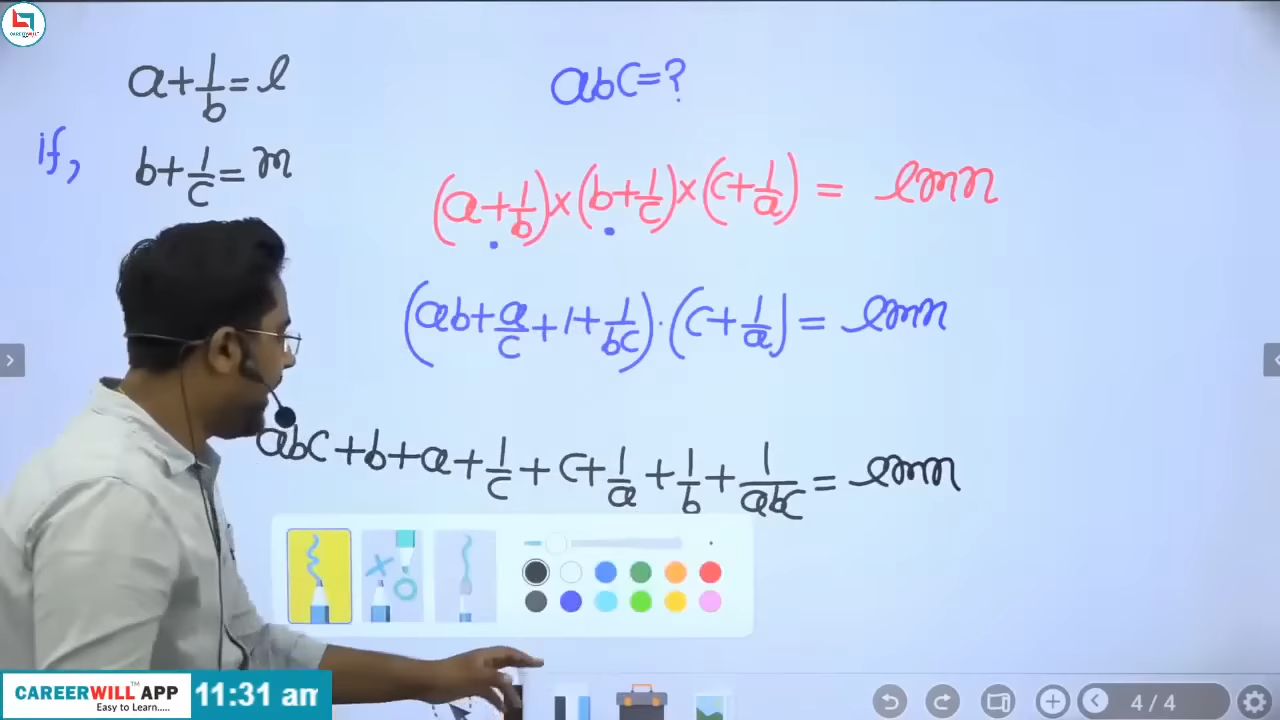 CAREERWILL
a+1/b=l
abc=?
if,
b+1/c=m
(a+1/b)×(b+1/c)×(c+1/a) = lmn
(ab+a/c+1+1/bc)·(c+1/a) = lmn
abc+b+a+1/c+c+1/a+1/b+1/abc = lmn
CAREERWILL™ APP
Easy to Learn.....
11:31 am
4 / 4